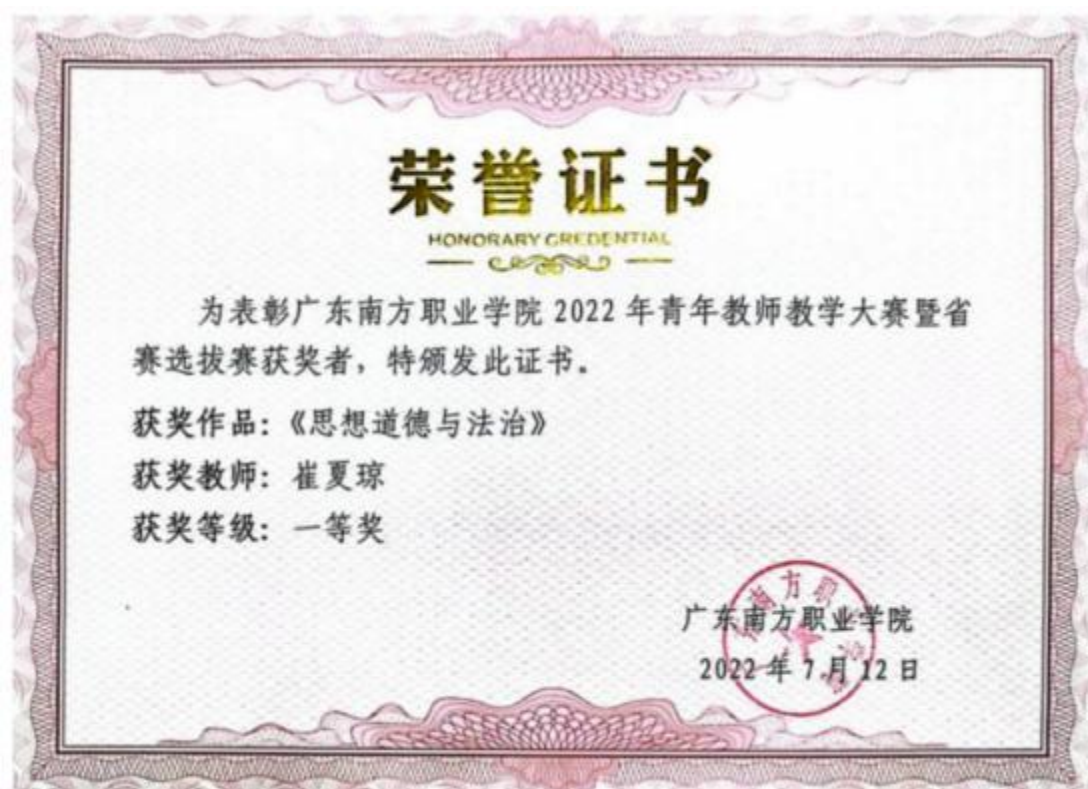 荣誉证书
HONORARY CREDENTIAL
为表彰广东南方职业学院 2022 年青年教师教学大赛暨省
赛选拔赛获奖者，特颁发此证书。
获奖作品：《思想道德与法治》
获奖教师：崔夏琼
获奖等级：一等奖
广东南方职业学院
2022 年 7 月 12 日